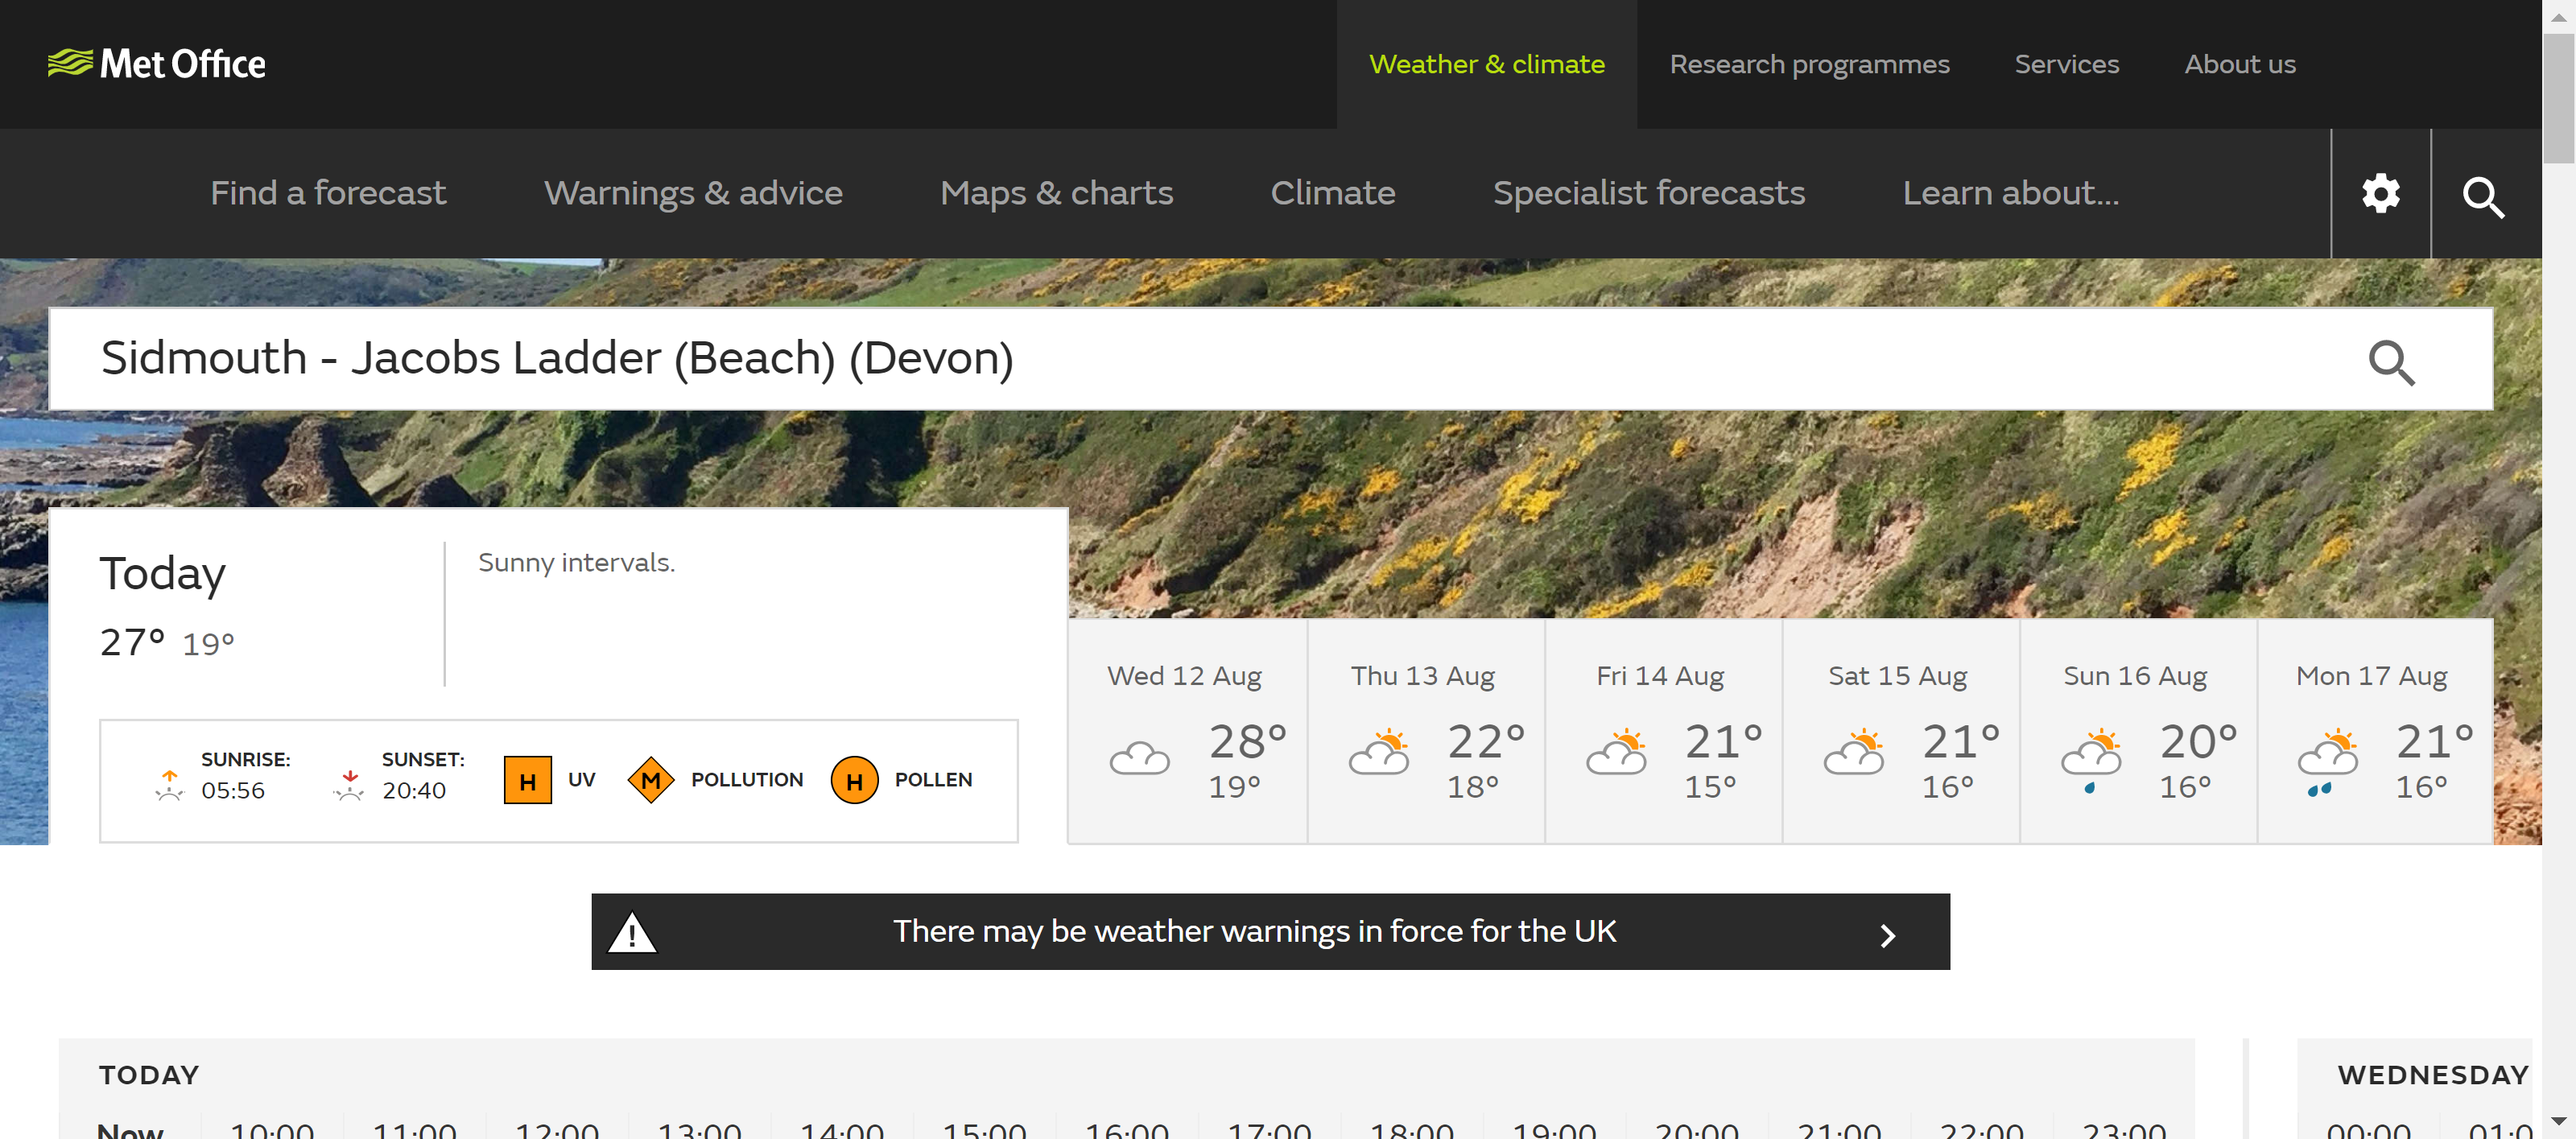 Met Office
Weather & climate Research programmes Services About us
Find a forecast Warnings & advice Maps & charts Climate Specialist forecasts Learn about...
Sidmouth - Jacobs Ladder (Beach) (Devon)
Today
27° 19°
Sunny intervals.
SUNRISE:
05:56
SUNSET:
20:40
H UV
M POLLUTION
H POLLEN
Wed 12 Aug
28°
19°
Thu 13 Aug
22°
18°
Fri 14 Aug
21°
15°
Sat 15 Aug
21°
16°
Sun 16 Aug
20°
16°
Mon 17 Aug
21°
16°
There may be weather warnings in force for the UK
TODAY
WEDNESDAY
Now 10:00 11:00 12:00 13:00 14:00 15:00 16:00 17:00 18:00 19:00 20:00 21:00 22:00 23:00
00:00 01:0